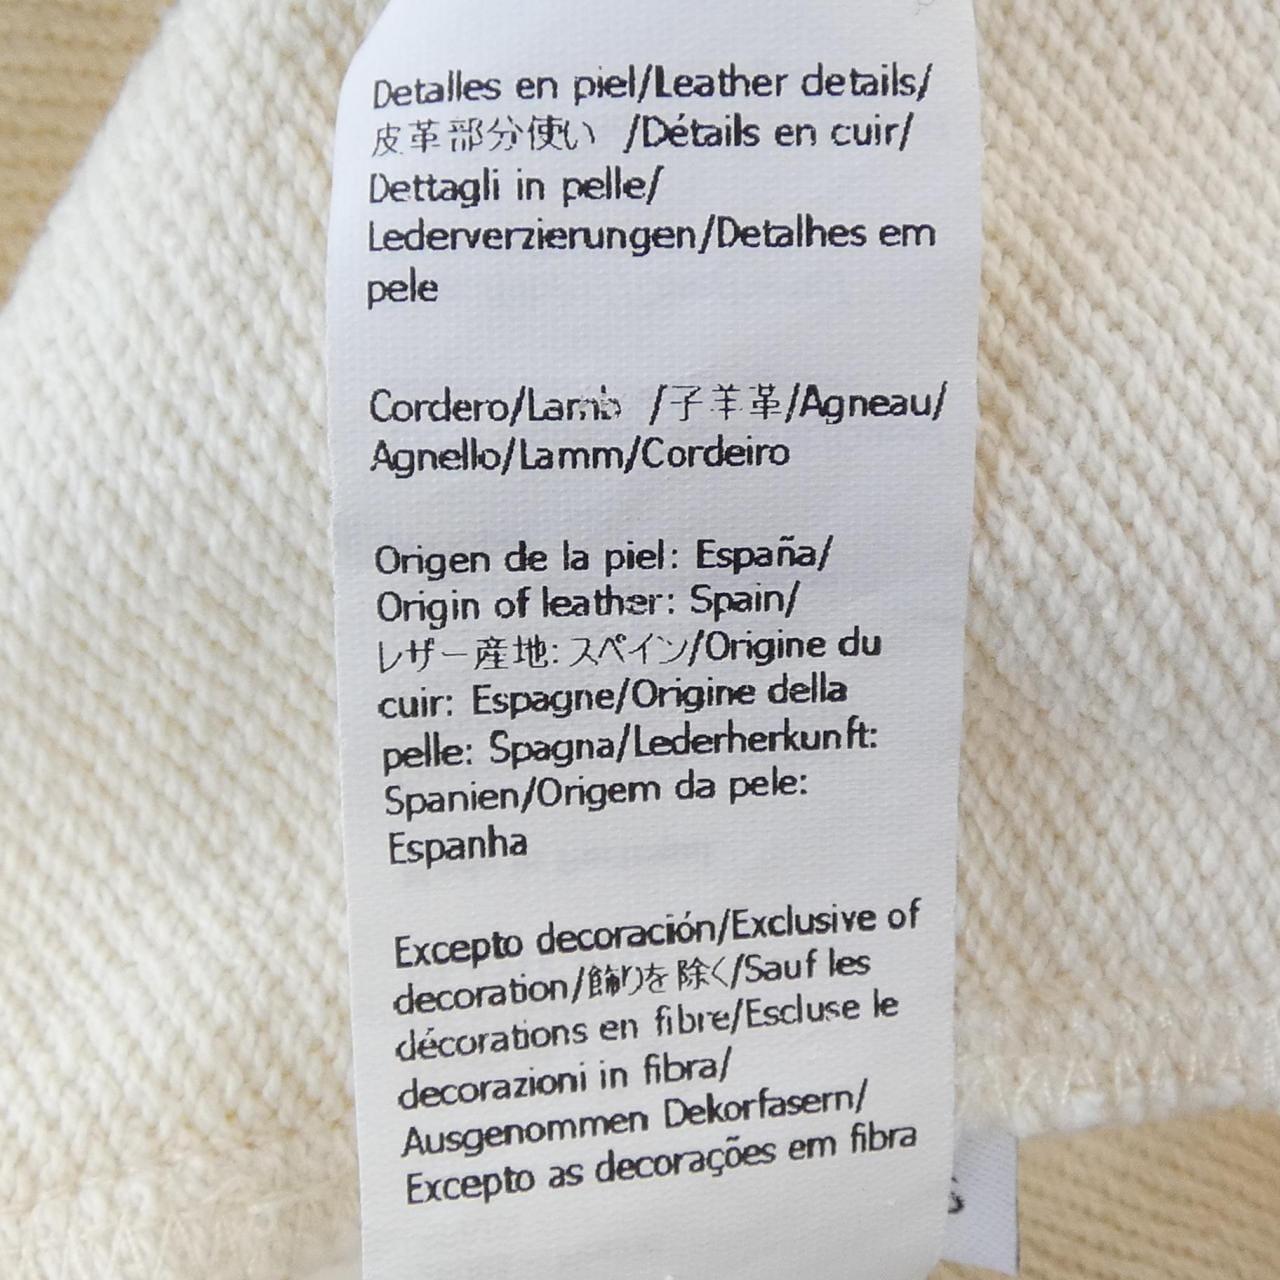 Detalles en piel/Leather details/
皮革部分使い /Détails en cuir/
Dettagli in pelle/
Lederverzierungen/Detalhes em
pele
Cordero/Lamb /子羊革/Agneau/
Agnello/Lamm/Cordeiro
Origen de la piel: España/
Origin of leather: Spain/
レザー産地: スペイン/Origine du
cuir: Espagne/Origine della
pelle: Spagna/Lederherkunft:
Spanien/Origem da pele:
Espanha
Excepto decoración/Exclusive of
decoration/飾りを除く/Sauf les
décorations en fibre/Escluse le
decorazioni in fibra/
Ausgenommen Dekorfasern/
Excepto as decorações em fibra